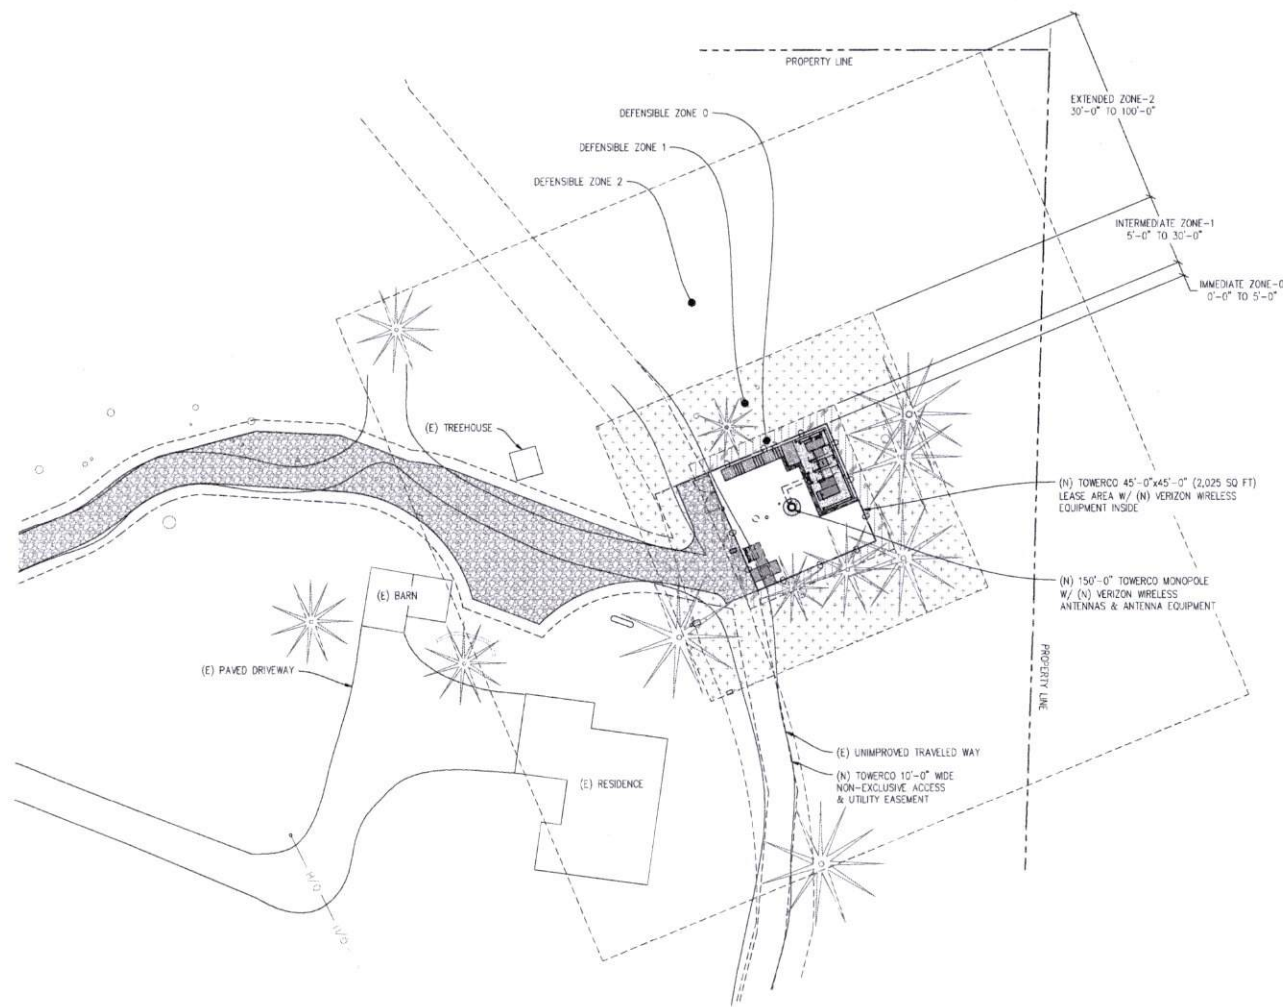 PROPERTY LINE
EXTENDED ZONE-2
30'-0" TO 100'-0"
DEFENSIBLE ZONE 0
DEFENSIBLE ZONE 1
DEFENSIBLE ZONE 2
INTERMEDIATE ZONE-1
5'-0" TO 30'-0"
IMMEDIATE ZONE-0
0'-0" TO 5'-0"
(E) TREEHOUSE
(N) TOWERCO 45'-0"x45'-0" (2,025 SQ FT)
LEASE AREA W/ (N) VERIZON WIRELESS
EQUIPMENT INSIDE
(N) 150'-0" TOWERCO MONOPOLE
W/ (N) VERIZON WIRELESS
ANTENNAS & ANTENNA EQUIPMENT
(E) BARN
(E) PAVED DRIVEWAY
PROPERTY LINE
(E) UNIMPROVED TRAVELED WAY
(N) TOWERCO 10'-0" WIDE
NON-EXCLUSIVE ACCESS
& UTILITY EASEMENT
(E) RESIDENCE